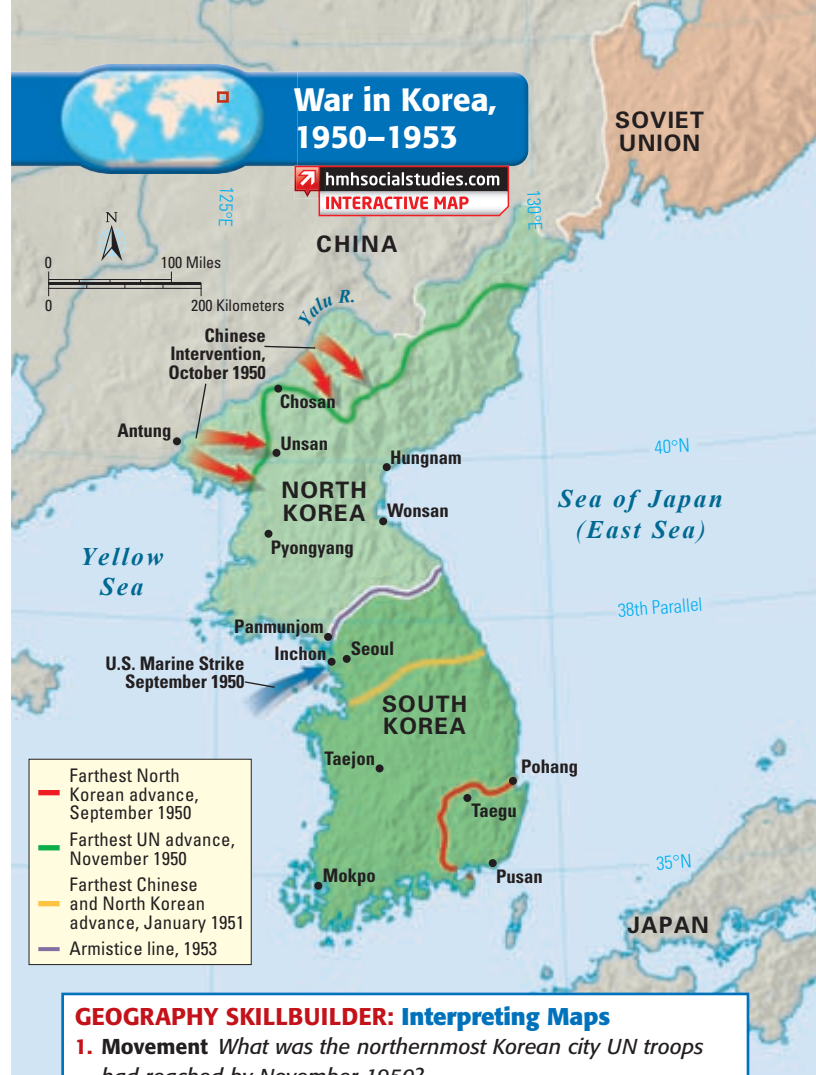 War in Korea,
1950–1953
hmhsocialstudies.com
INTERACTIVE MAP
SOVIET
UNION
125°E
130°E
N
0
100 Miles
0
200 Kilometers
CHINA
Yalu R.
Chinese
Intervention,
October 1950
Chosan
Antung
Unsan
Hungnam
40°N
NORTH
KOREA
Wonsan
Sea of Japan
(East Sea)
Pyongyang
Yellow
Sea
38th Parallel
Panmunjom
Inchon
Seoul
U.S. Marine Strike
September 1950
SOUTH
KOREA
Taejon
Pohang
Taegu
Farthest North
Korean advance,
September 1950
Farthest UN advance,
November 1950
Farthest Chinese
and North Korean
advance, January 1951
Armistice line, 1953
35°N
Mokpo
Pusan
JAPAN
GEOGRAPHY SKILLBUILDER: Interpreting Maps
1. Movement What was the northernmost Korean city UN troops
had reached by November 1950?